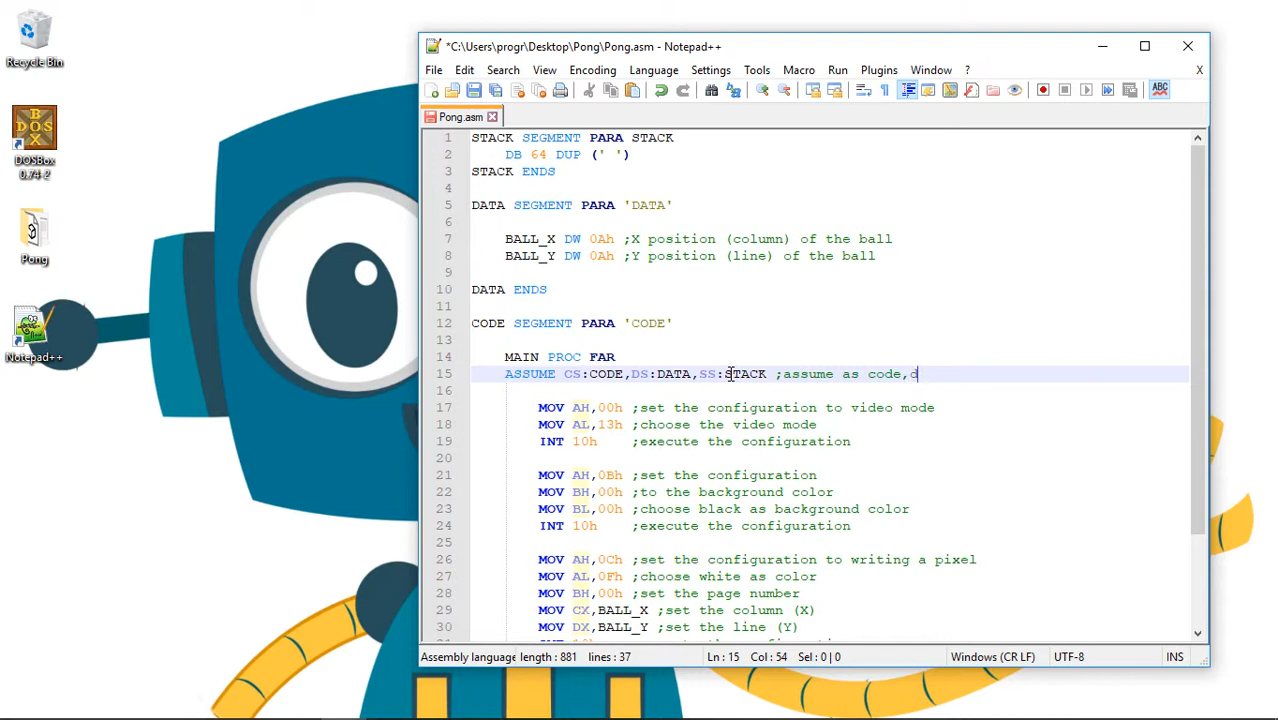 Recycle Bin
DOSBox
0.74-2
Pong
Notepad++
*C:\Users\progr\Desktop\Pong\Pong.asm - Notepad++
File Edit Search View Encoding Language Settings Tools Macro Run Plugins Window ? X
Pong.asm
1 STACK SEGMENT PARA STACK
2 DB 64 DUP (' ')
3 STACK ENDS
4
5 DATA SEGMENT PARA 'DATA'
6
7 BALL_X DW 0Ah ;X position (column) of the ball
8 BALL_Y DW 0Ah ;Y position (line) of the ball
9
10 DATA ENDS
11
12 CODE SEGMENT PARA 'CODE'
13
14 MAIN PROC FAR
15 ASSUME CS:CODE,DS:DATA,SS:STACK ;assume as code,d
16
17 MOV AH,00h ;set the configuration to video mode
18 MOV AL,13h ;choose the video mode
19 INT 10h ;execute the configuration
20
21 MOV AH,0Bh ;set the configuration
22 MOV BH,00h ;to the background color
23 MOV BL,00h ;choose black as background color
24 INT 10h ;execute the configuration
25
26 MOV AH,0Ch ;set the configuration to writing a pixel
27 MOV AL,0Fh ;choose white as color
28 MOV BH,00h ;set the page number
29 MOV CX,BALL_X ;set the column (X)
30 MOV DX,BALL_Y ;set the line (Y)
Assembly language length : 881 lines : 37 Ln : 15 Col : 54 Sel : 0 | 0 Windows (CR LF) UTF-8 INS